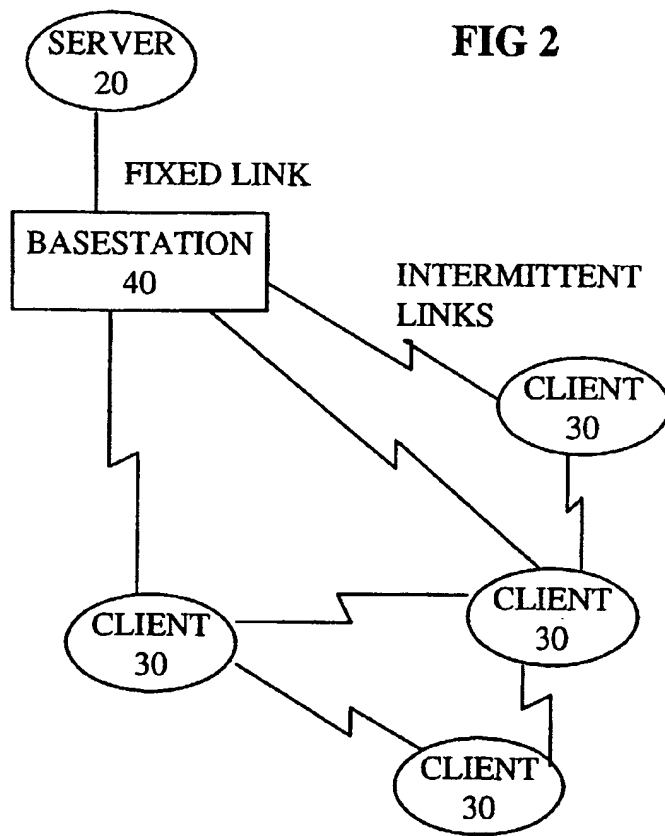 FIG 2
SERVER
20
FIXED LINK
BASESTATION
40
INTERMITTENT
LINKS
CLIENT
30
CLIENT
30
CLIENT
30
CLIENT
30